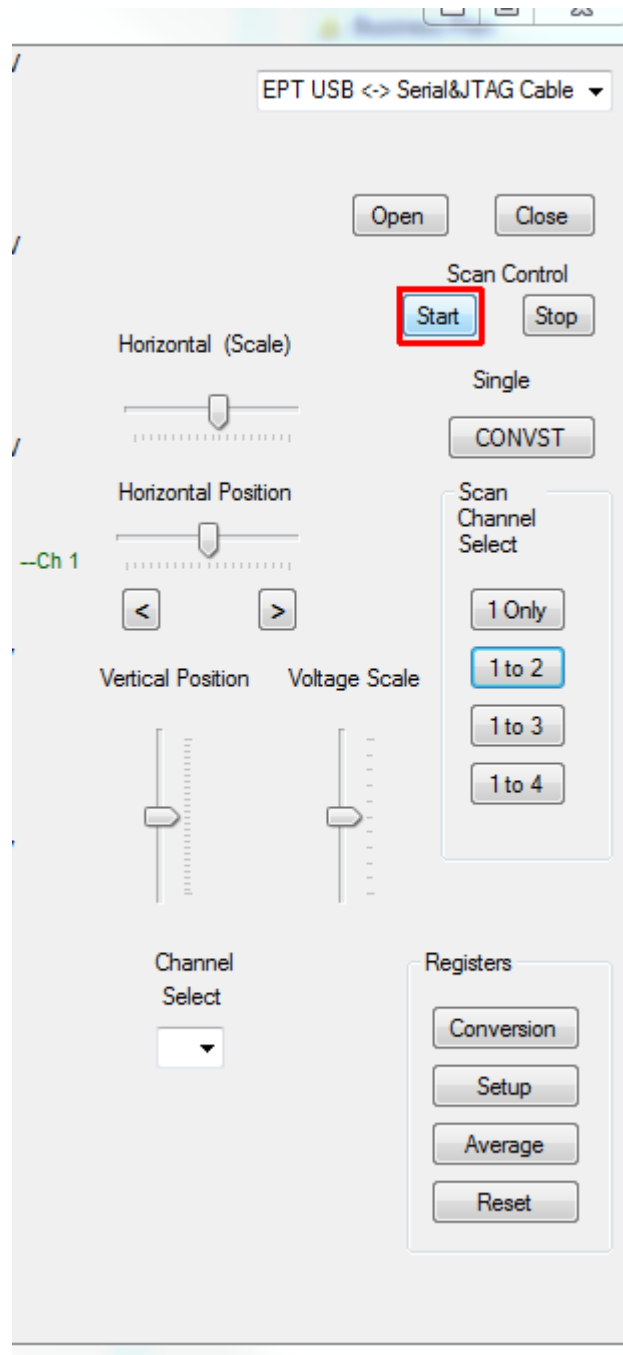 EPT USB <-> Serial&JTAG Cable
Open
Close
Scan Control
Start
Stop
Horizontal (Scale)
Single
CONVST
Horizontal Position
Scan
Channel
Select
--Ch 1
<
>
1 Only
1 to 2
1 to 3
1 to 4
Vertical Position
Voltage Scale
Channel
Select
Registers
Conversion
Setup
Average
Reset